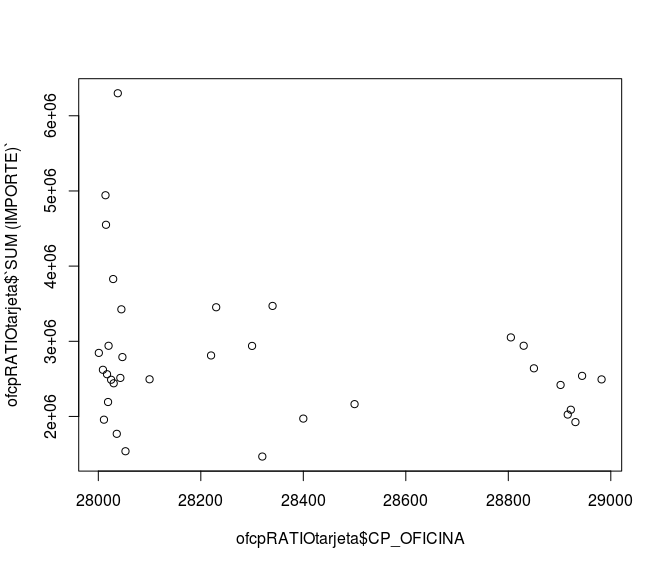 ofcpRATIOtarjeta$`SUM (IMPORTE)`
6e+06
5e+06
4e+06
3e+06
2e+06
28000 28200 28400 28600 28800 29000
ofcpRATIOtarjeta$CP_OFICINA